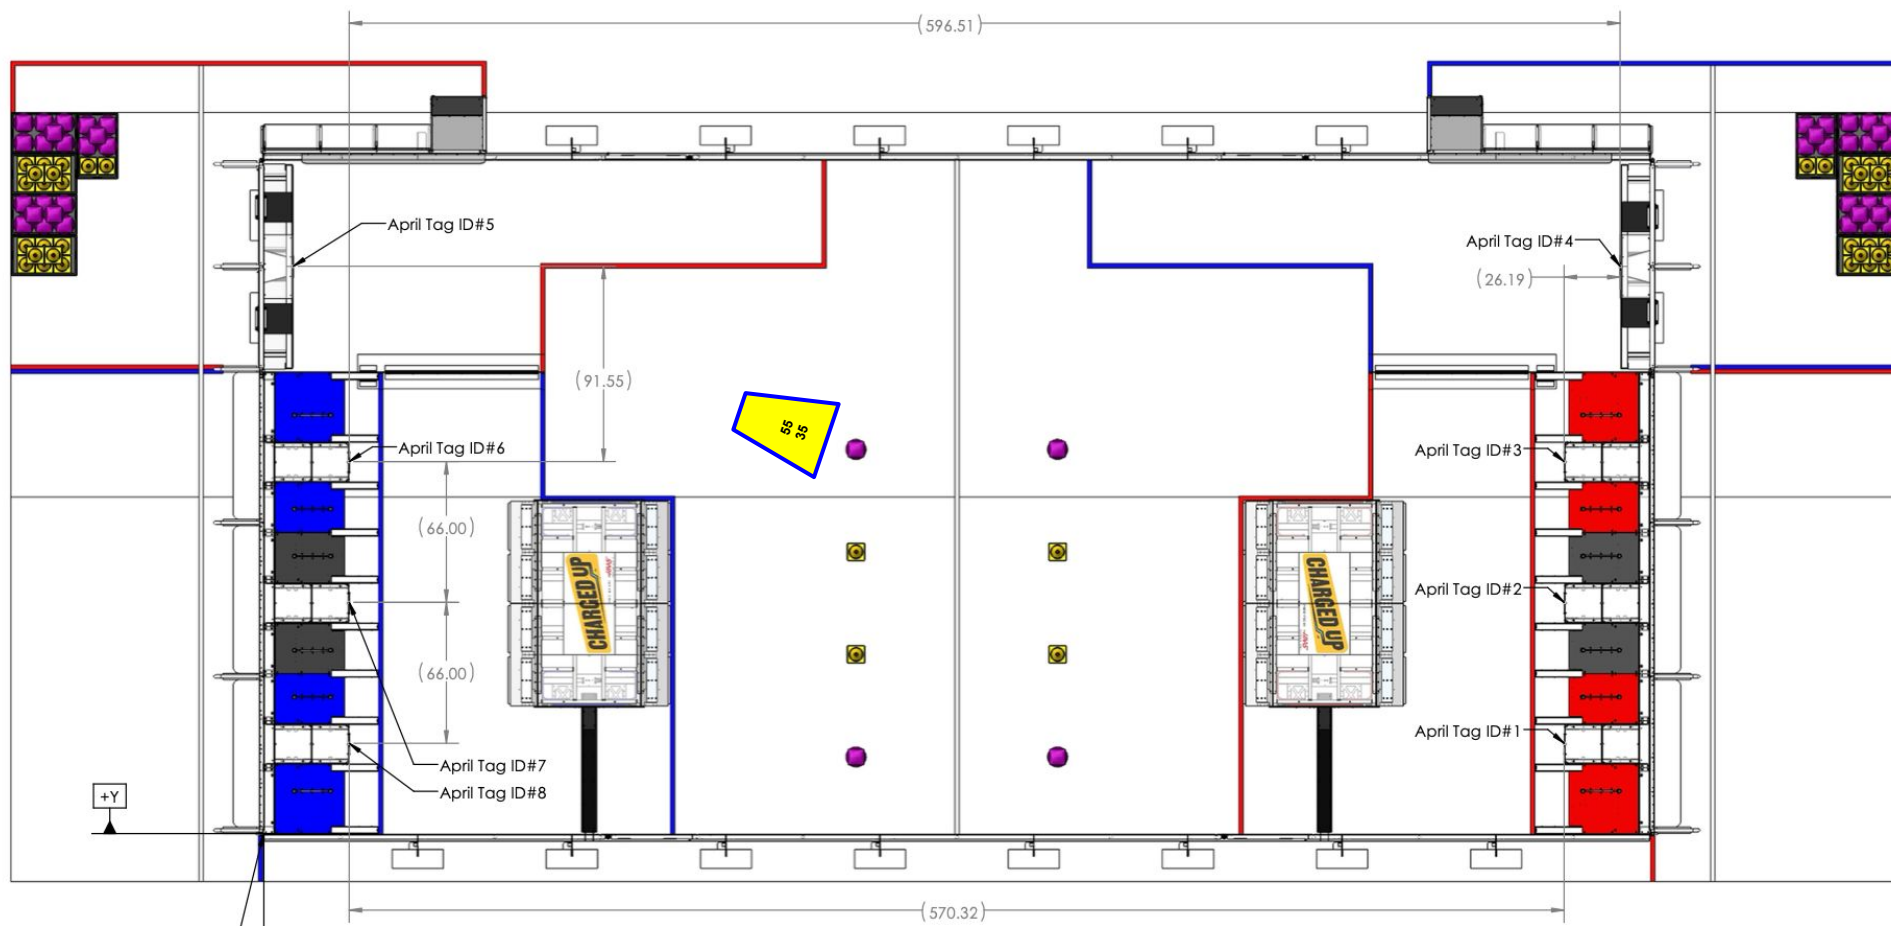 (596.51)
April Tag ID#5
April Tag ID#4
(26.19)
(91.55)
55
35
April Tag ID#6
April Tag ID#3
(66.00)
CHARGED UP
CHARGED UP
April Tag ID#2
(66.00)
April Tag ID#1
April Tag ID#7
April Tag ID#8
+Y
(570.32)